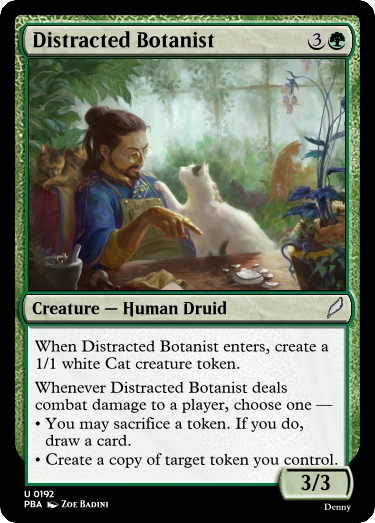 Distracted Botanist 3
Creature — Human Druid
When Distracted Botanist enters, create a
1/1 white Cat creature token.
Whenever Distracted Botanist deals
combat damage to a player, choose one —
• You may sacrifice a token. If you do,
draw a card.
• Create a copy of target token you control.
3/3
U 0192
PBA Zoe Badini
Denny